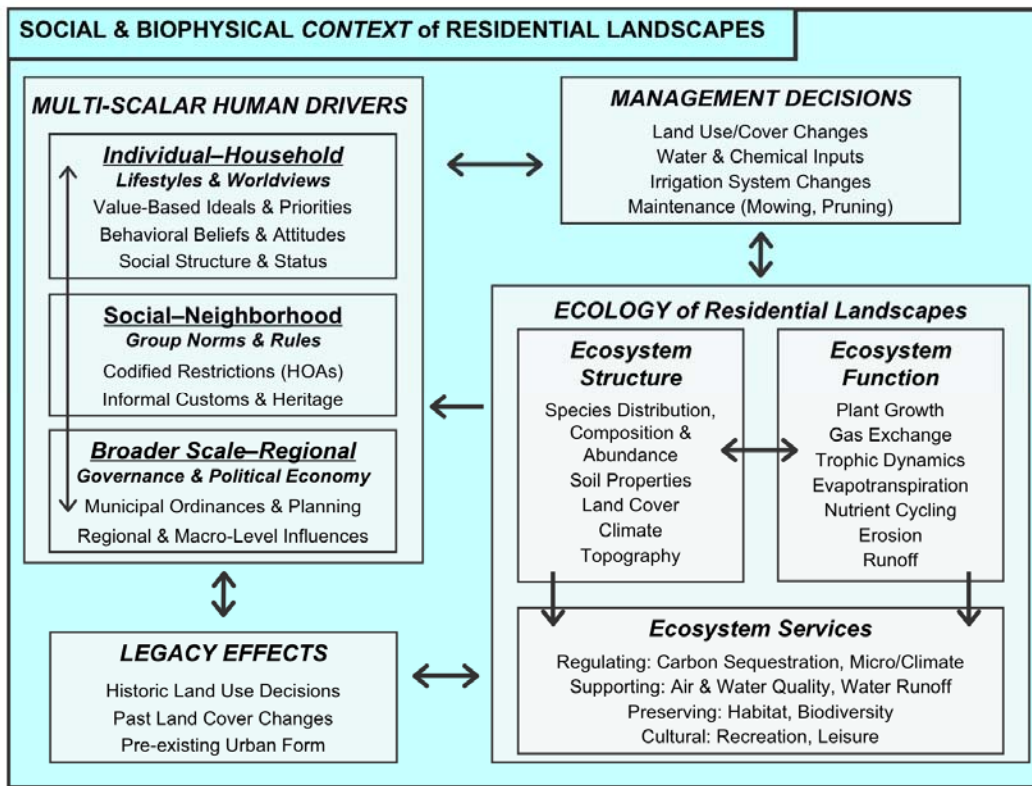 SOCIAL & BIOPHYSICAL CONTEXT of RESIDENTIAL LANDSCAPES
MULTI-SCALAR HUMAN DRIVERS
Individual–Household
Lifestyles & Worldviews
Value-Based Ideals & Priorities
Behavioral Beliefs & Attitudes
Social Structure & Status
Social–Neighborhood
Group Norms & Rules
Codified Restrictions (HOAs)
Informal Customs & Heritage
Broader Scale–Regional
Governance & Political Economy
Municipal Ordinances & Planning
Regional & Macro-Level Influences
MANAGEMENT DECISIONS
Land Use/Cover Changes
Water & Chemical Inputs
Irrigation System Changes
Maintenance (Mowing, Pruning)
ECOLOGY of Residential Landscapes
Ecosystem
Structure
Species Distribution,
Composition &
Abundance
Soil Properties
Land Cover
Climate
Topography
Ecosystem
Function
Plant Growth
Gas Exchange
Trophic Dynamics
Evapotranspiration
Nutrient Cycling
Erosion
Runoff
Ecosystem Services
Regulating: Carbon Sequestration, Micro/Climate
Supporting: Air & Water Quality, Water Runoff
Preserving: Habitat, Biodiversity
Cultural: Recreation, Leisure
LEGACY EFFECTS
Historic Land Use Decisions
Past Land Cover Changes
Pre-existing Urban Form